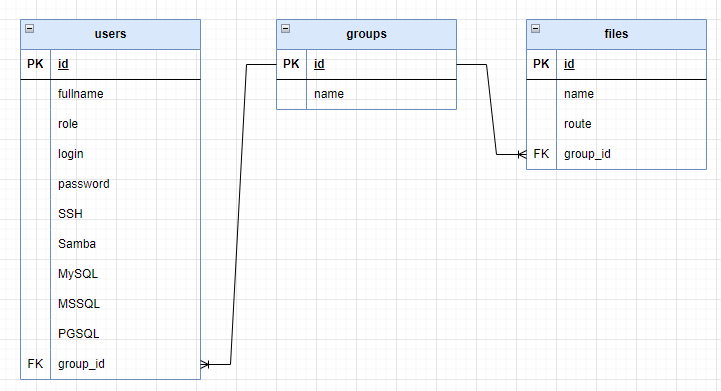 users
PK id
fullname
role
login
password
SSH
Samba
MySQL
MSSQL
PGSQL
FK group_id
groups
PK id
name
files
PK id
name
route
FK group_id